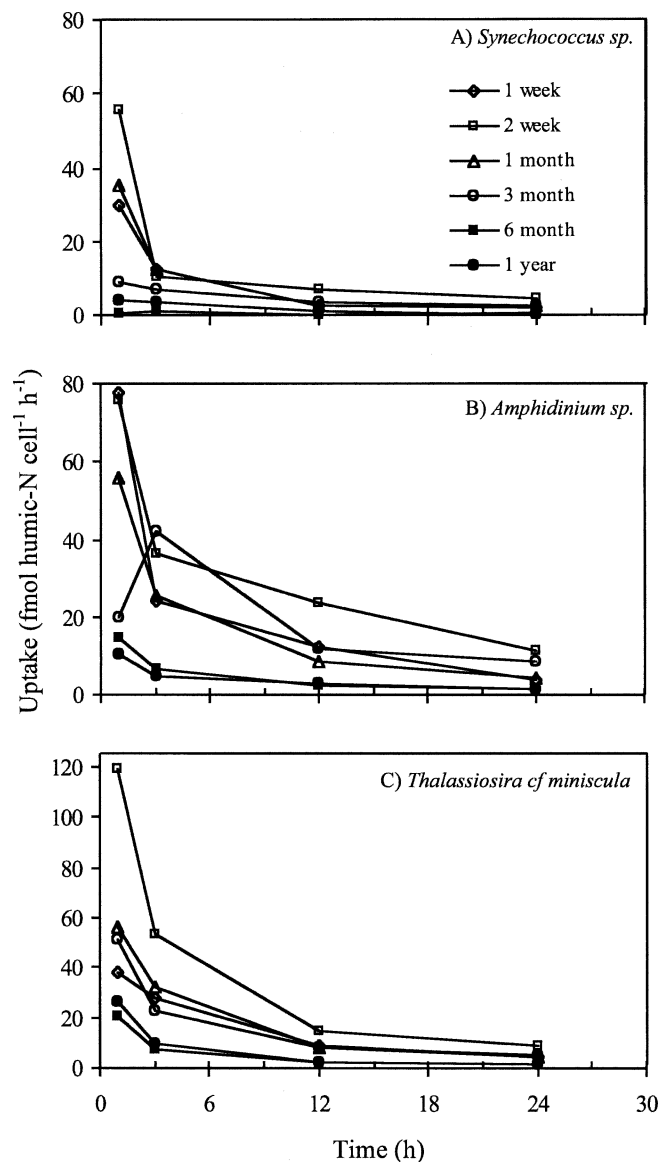 80
60
40
20
0
A) Synechococcus sp.
1 week
2 week
1 month
3 month
6 month
1 year
Uptake (fmol humic-N cell⁻¹ h⁻¹)
80
60
40
20
0
B) Amphidinium sp.
120
100
80
60
40
20
0
C) Thalassiosira cf miniscula
0 6 12 18 24 30
Time (h)